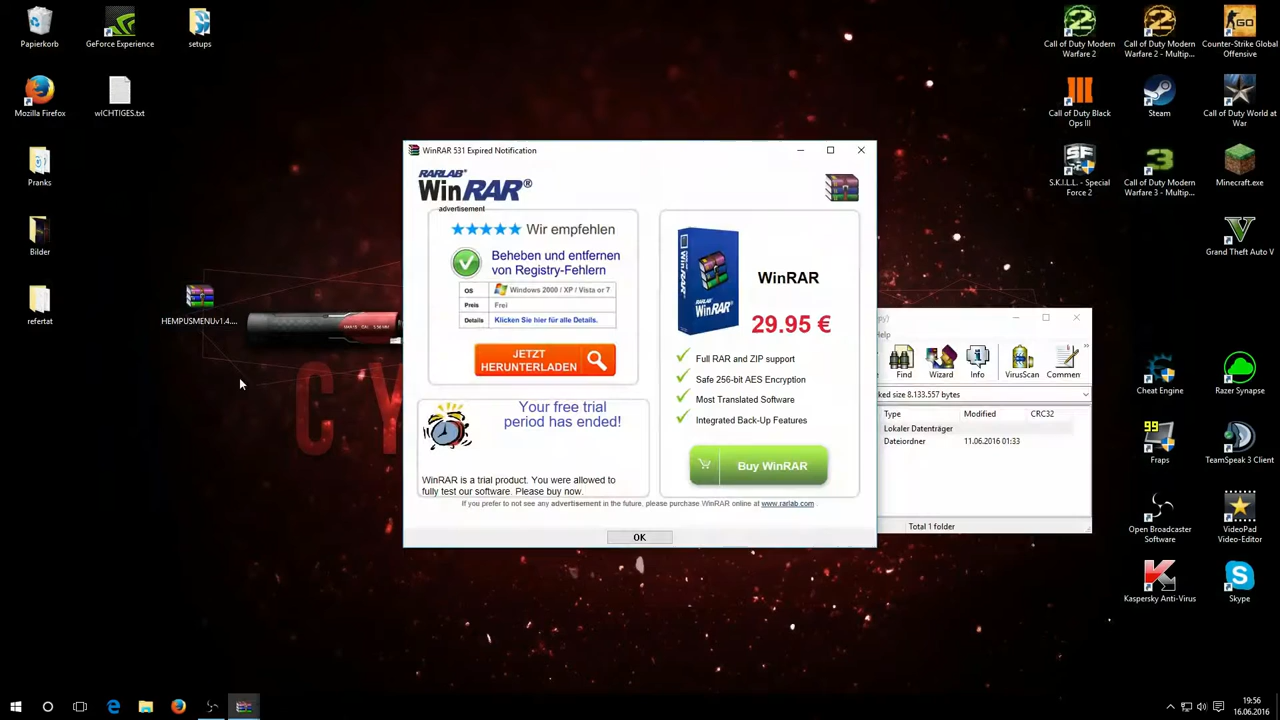 Papierkorb
GeForce Experience
setups
Mozilla Firefox
wICHTIGES.txt
Pranks
Bilder
refertat
HEMPUSMENUv1.4....
WinRAR 531 Expired Notification
RARLAB®
WinRAR®
advertisement
Wir empfehlen
Beheben und entfernen
von Registry-Fehlern
OS Windows 2000 / XP / Vista or 7
Preis Frei
Details Klicken Sie hier für alle Details.
JETZT
HERUNTERLADEN
Your free trial
period has ended!
WinRAR is a trial product. You were allowed to
fully test our software. Please buy now.
WinRAR
29.95 €
Full RAR and ZIP support
Safe 256-bit AES Encryption
Most Translated Software
Integrated Back-Up Features
Buy WinRAR
If you prefer to not see any advertisement in the future, please purchase WinRAR online at www.rarlab.com .
OK
Help
Find
Wizard
Info
VirusScan
Commen
ked size 8.133.557 bytes
Type Modified CRC32
Lokaler Datenträger
Dateiordner 11.06.2016 01:33
Total 1 folder
Call of Duty Modern
Warfare 2
Call of Duty Modern
Warfare 2 - Multip...
GO
Counter-Strike Global
Offensive
Call of Duty Black
Ops III
Steam
Call of Duty World at
War
SF
S.K.I.L.L. - Special
Force 2
Call of Duty Modern
Warfare 3 - Multip...
Minecraft.exe
Grand Theft Auto V
Cheat Engine
Razer Synapse
99
Fraps
TeamSpeak 3 Client
Open Broadcaster
Software
VideoPad
Video-Editor
Kaspersky Anti-Virus
Skype
CY
19:56
16.06.2016